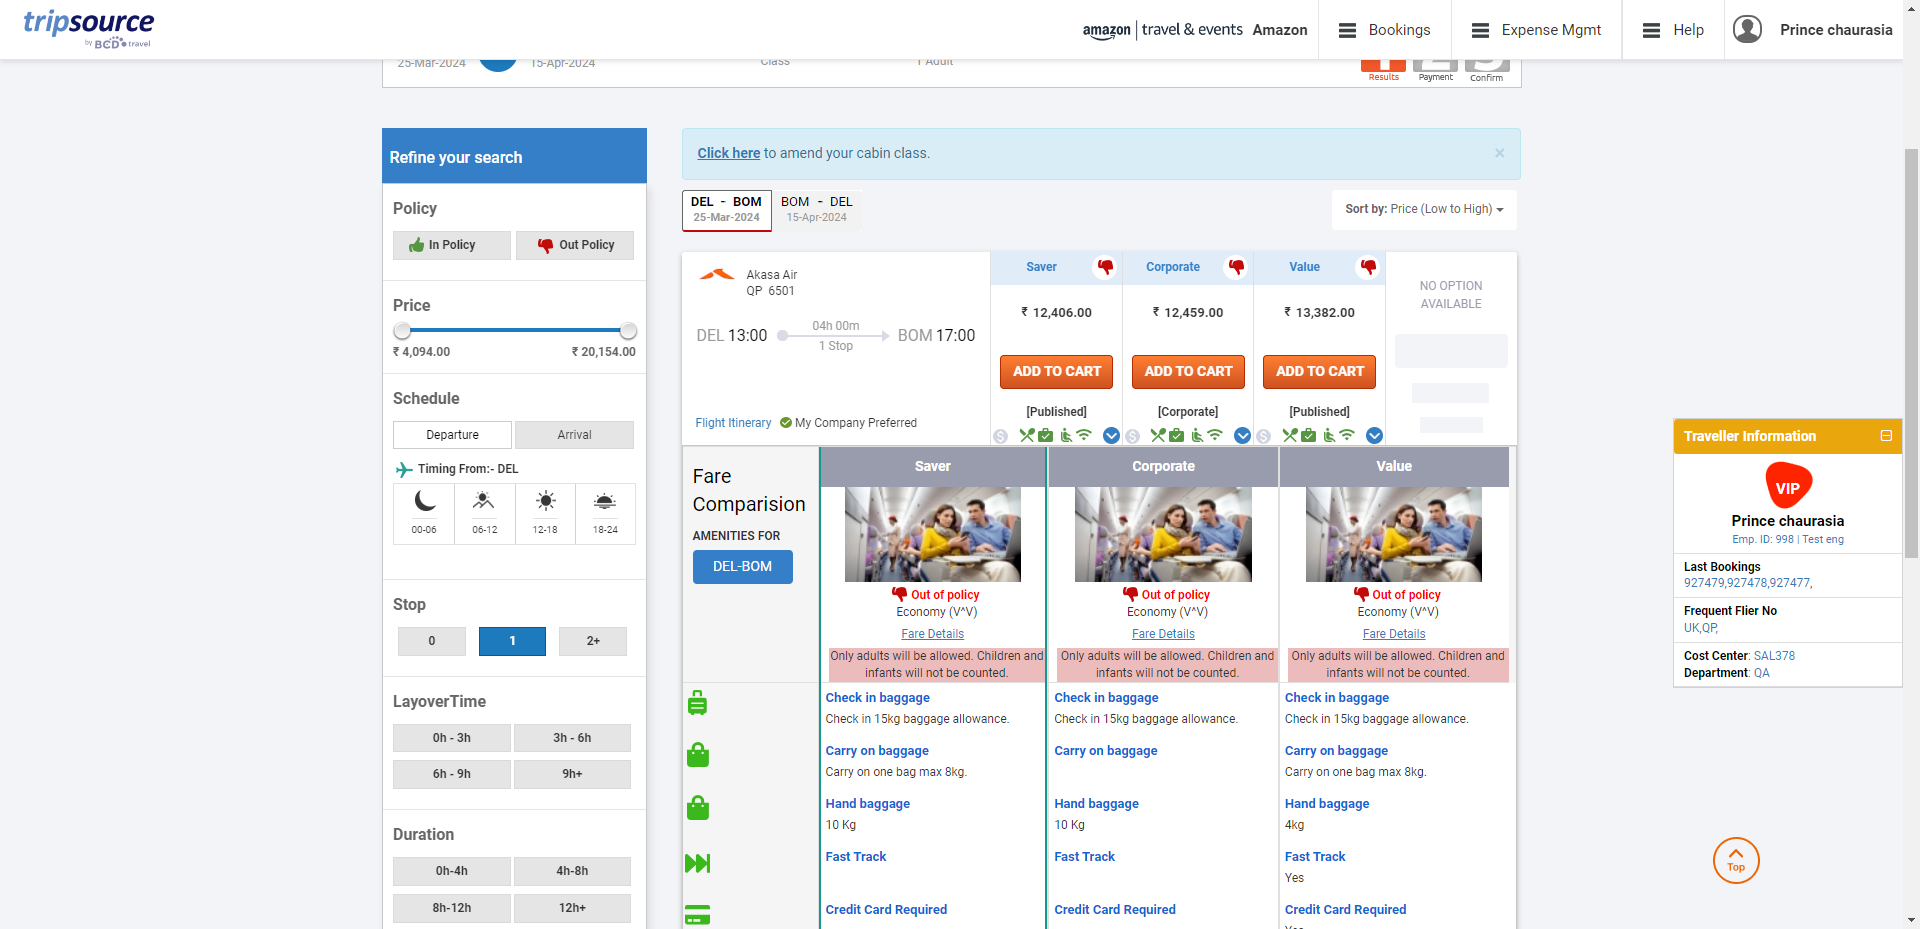 tripsource
by BCD travel
amazon | travel & events Amazon
Bookings
Expense Mgmt
Help
Prince chaurasia
25-Mar-2024
15-Apr-2024
Class
1 Adult
Results
Payment
Confirm
Refine your search
Policy
In Policy
Out Policy
Price
₹ 4,094.00
₹ 20,154.00
Schedule
Departure
Arrival
Timing From:- DEL
00-06
06-12
12-18
18-24
Stop
0
1
2+
LayoverTime
0h - 3h
3h - 6h
6h - 9h
9h+
Duration
0h-4h
4h-8h
8h-12h
12h+
Click here to amend your cabin class.
×
DEL - BOM
25-Mar-2024
BOM - DEL
15-Apr-2024
Sort by: Price (Low to High)
Akasa Air
QP 6501
DEL 13:00
04h 00m
1 Stop
BOM 17:00
Flight Itinerary
My Company Preferred
Saver
₹ 12,406.00
ADD TO CART
[Published]
Corporate
₹ 12,459.00
ADD TO CART
[Corporate]
Value
₹ 13,382.00
ADD TO CART
[Published]
NO OPTION
AVAILABLE
Fare
Comparision
AMENITIES FOR
DEL-BOM
Saver
Out of policy
Economy (V^V)
Fare Details
Only adults will be allowed. Children and
infants will not be counted.
Check in baggage
Check in 15kg baggage allowance.
Carry on baggage
Carry on one bag max 8kg.
Hand baggage
10 Kg
Fast Track
Credit Card Required
Corporate
Out of policy
Economy (V^V)
Fare Details
Only adults will be allowed. Children and
infants will not be counted.
Check in baggage
Check in 15kg baggage allowance.
Carry on baggage
Hand baggage
10 Kg
Fast Track
Credit Card Required
Value
Out of policy
Economy (V^V)
Fare Details
Only adults will be allowed. Children and
infants will not be counted.
Check in baggage
Check in 15kg baggage allowance.
Carry on baggage
Carry on one bag max 8kg.
Hand baggage
4kg
Fast Track
Yes
Credit Card Required
Traveller Information
VIP
Prince chaurasia
Emp. ID: 998 | Test eng
Last Bookings
927479,927478,927477,
Frequent Flier No
UK,QP,
Cost Center: SAL378
Department: QA
Top